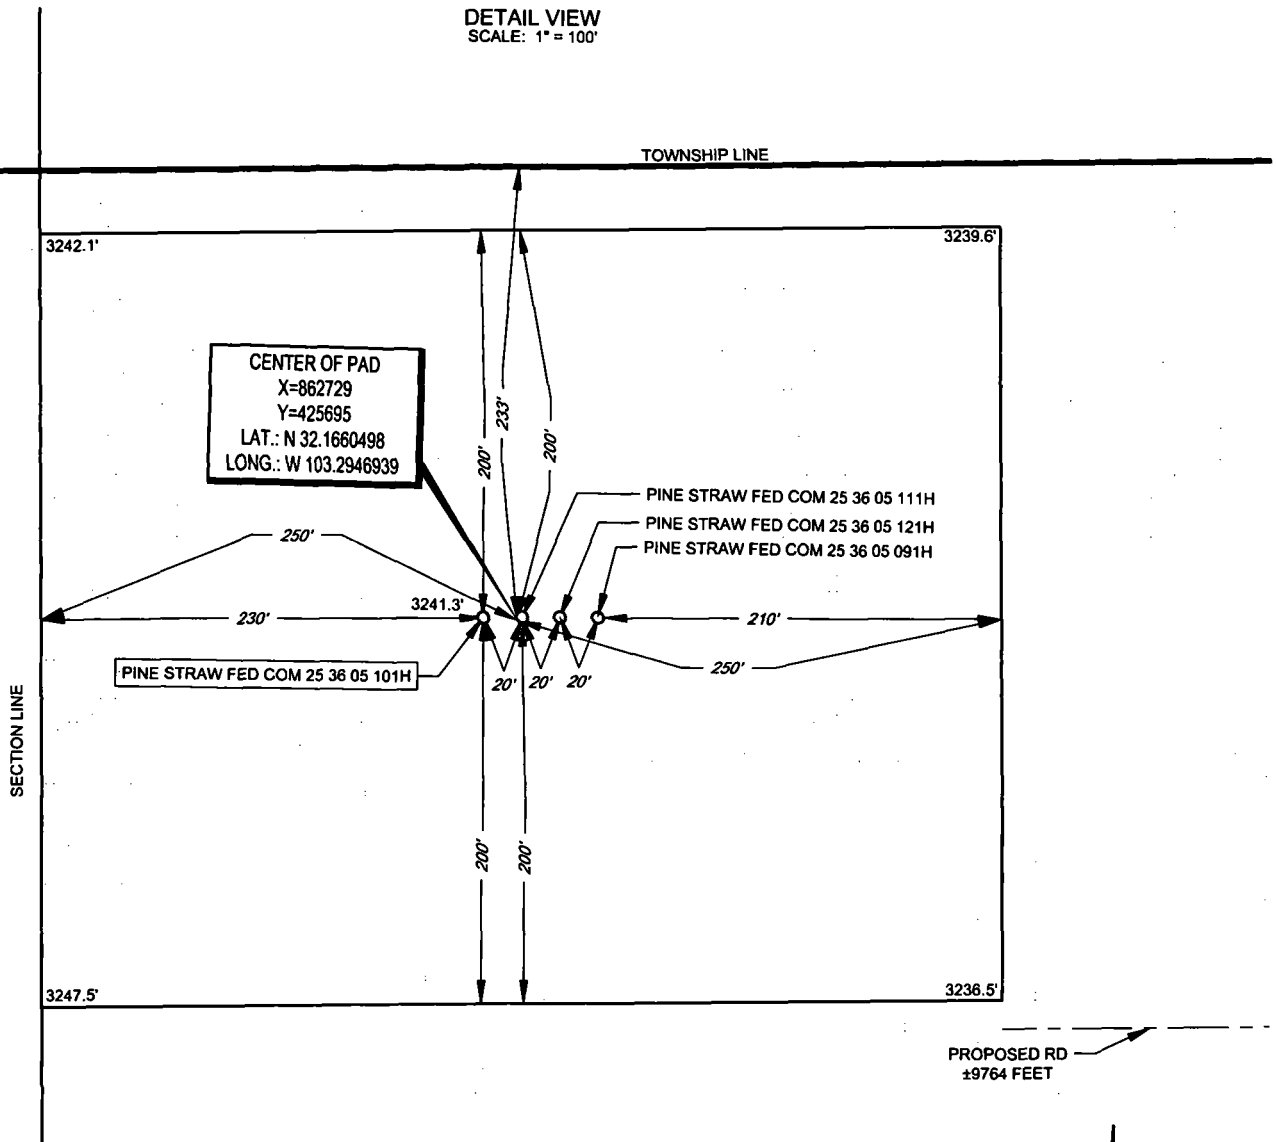 DETAIL VIEW
SCALE: 1" = 100'
TOWNSHIP LINE
3242.1'
3239.6'
CENTER OF PAD
X=862729
Y=425695
LAT.: N 32.1660498
LONG.: W 103.2946939
200'
233'
200'
PINE STRAW FED COM 25 36 05 111H
PINE STRAW FED COM 25 36 05 121H
PINE STRAW FED COM 25 36 05 091H
250'
3241.3'
230'
210'
PINE STRAW FED COM 25 36 05 101H
20'
20'
20'
250'
SECTION LINE
200'
200'
3247.5'
3236.5'
PROPOSED RD
±9764 FEET